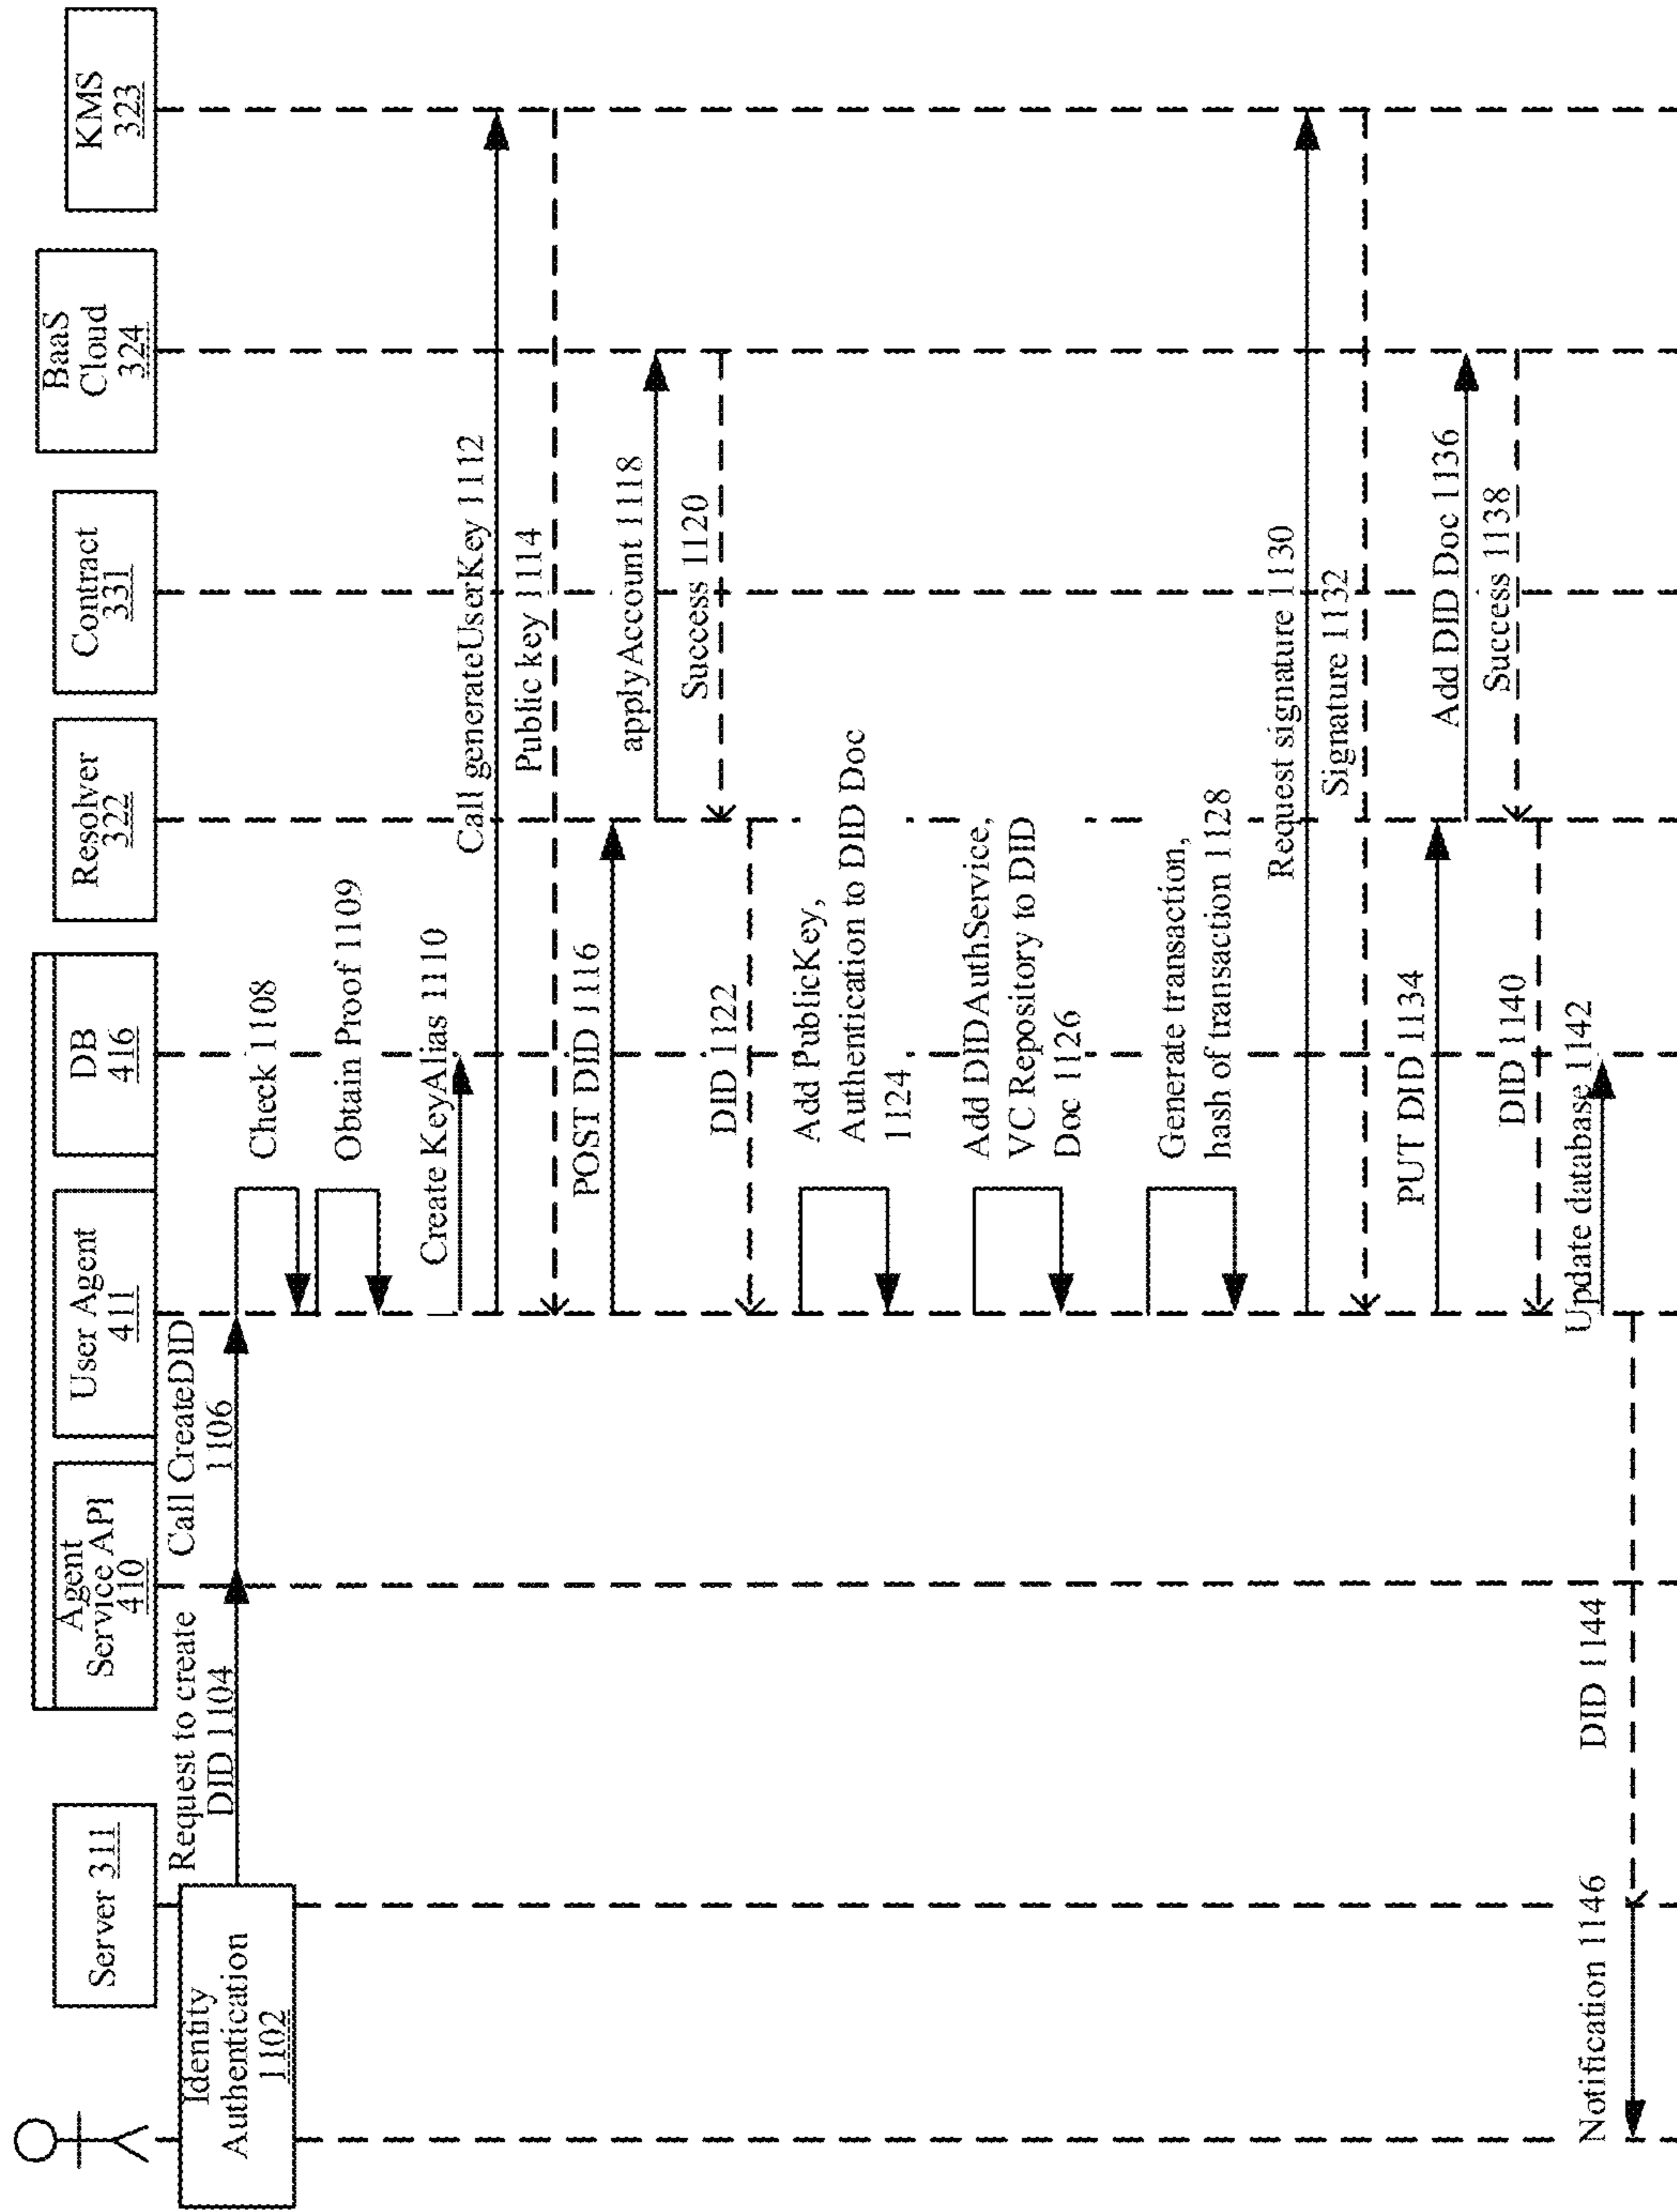 Server 311
Agent
Service API
410
User Agent
411
DB
416
Resolver
322
Contract
331
BaaS
Cloud
324
KMS
323
Identity
Authentication
1102
Request to create
DID 1104
Call CreateDID
1106
Check 1108
Obtain Proof 1109
Create KeyAlias 1110
Call generateUserKey 1112
Public key 1114
POST DID 1116
applyAccount 1118
Success 1120
DID 1122
Add PublicKey,
Authentication to DID Doc
1124
Add DIDAuthService,
VC Repository to DID
Doc 1126
Generate transaction,
hash of transaction 1128
Request signature 1130
Signature 1132
PUT DID 1134
Add DID Doc 1136
Success 1138
DID 1140
Update database 1142
DID 1144
Notification 1146